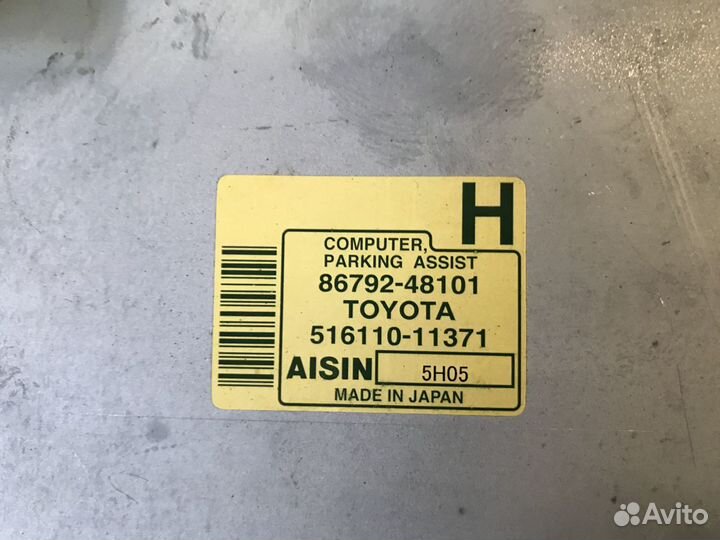 H
COMPUTER,
PARKING ASSIST
86792-48101
TOYOTA
516110-11371
AISIN 5H05
MADE IN JAPAN
Avito